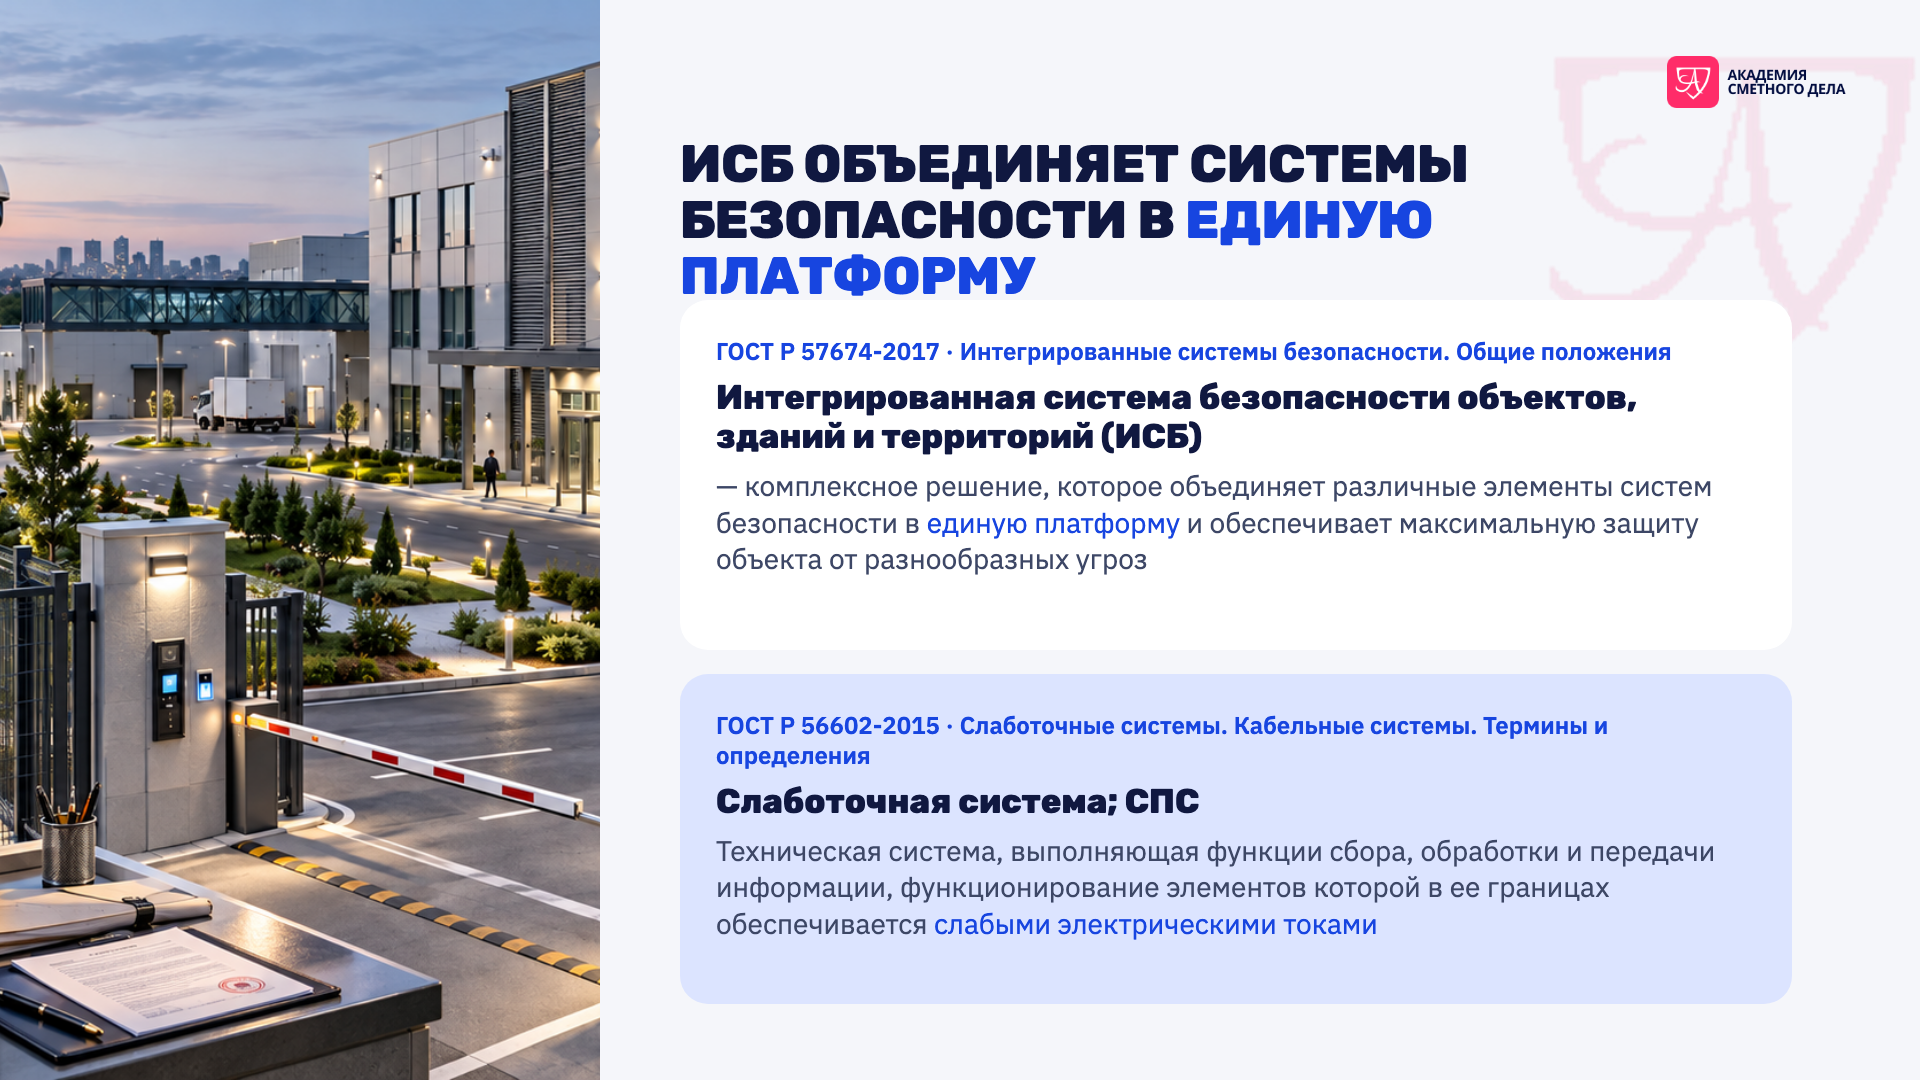 АКАДЕМИЯ
СМЕТНОГО ДЕЛА
ИСБ ОБЪЕДИНЯЕТ СИСТЕМЫ
БЕЗОПАСНОСТИ В ЕДИНУЮ
ПЛАТФОРМУ
ГОСТ Р 57674-2017 · Интегрированные системы безопасности. Общие положения
Интегрированная система безопасности объектов,
зданий и территорий (ИСБ)
— комплексное решение, которое объединяет различные элементы систем
безопасности в единую платформу и обеспечивает максимальную защиту
объекта от разнообразных угроз
ГОСТ Р 56602-2015 · Слаботочные системы. Кабельные системы. Термины и
определения
Слаботочная система; СПС
Техническая система, выполняющая функции сбора, обработки и передачи
информации, функционирование элементов которой в ее границах
обеспечивается слабыми электрическими токами